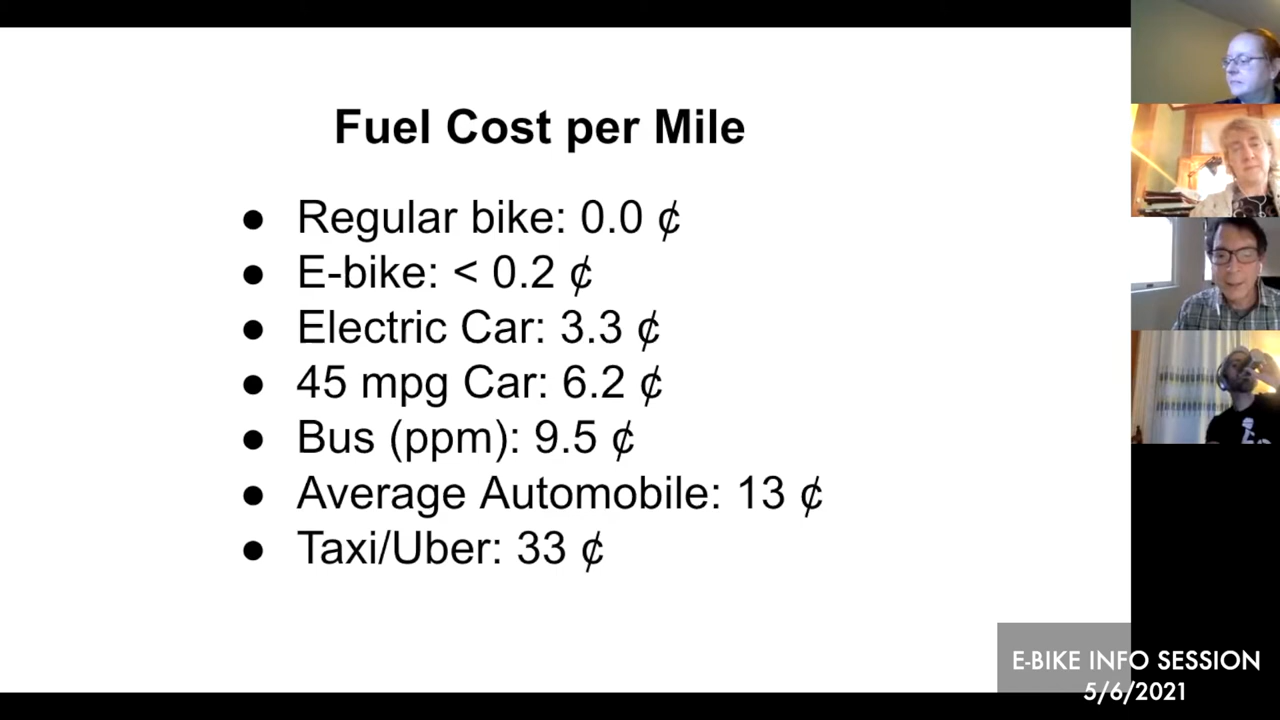 Fuel Cost per Mile
● Regular bike: 0.0 ¢
● E-bike: < 0.2 ¢
● Electric Car: 3.3 ¢
● 45 mpg Car: 6.2 ¢
● Bus (ppm): 9.5 ¢
● Average Automobile: 13 ¢
● Taxi/Uber: 33 ¢
E-BIKE INFO SESSION
5/6/2021